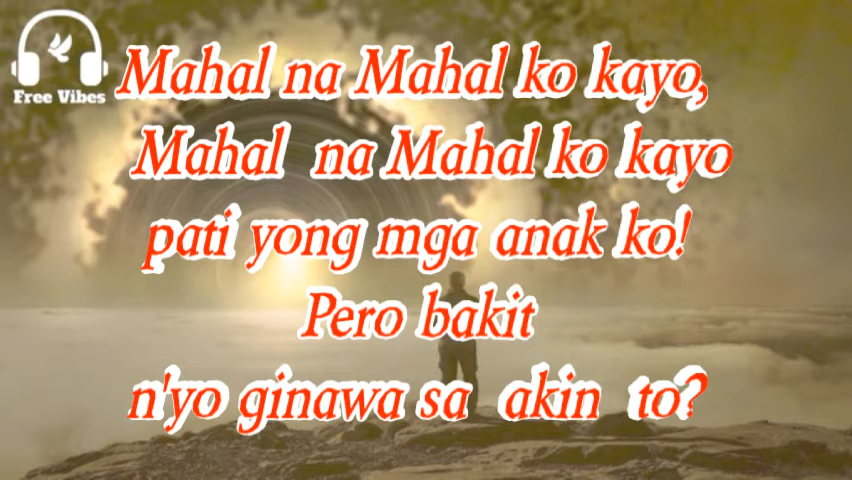 Free Vibes
Mahal na Mahal ko kayo,
Mahal na Mahal ko kayo
pati yong mga anak ko!
Pero bakit
n'yo ginawa sa akin to?